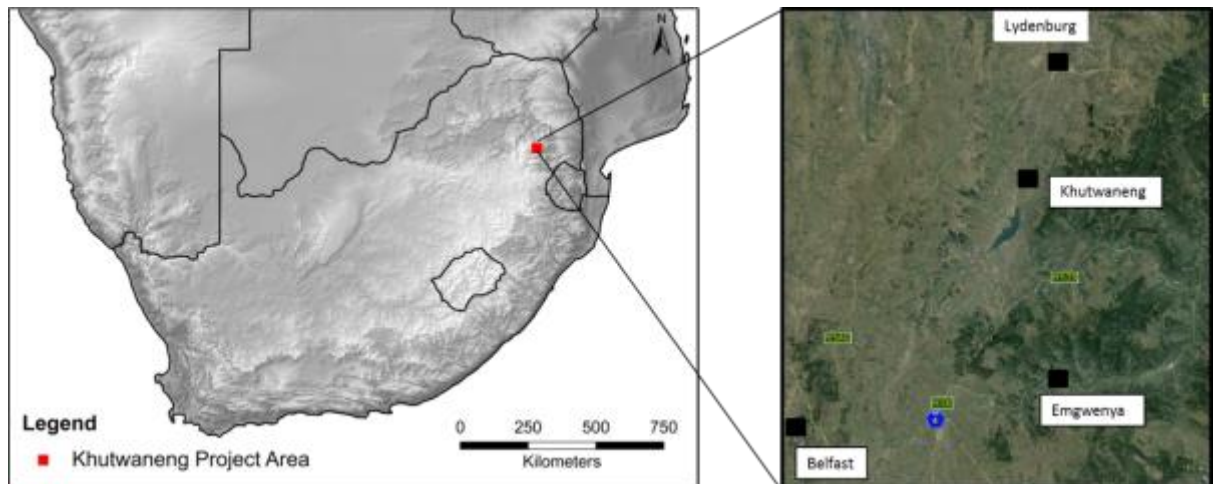 N
Legend
Khutwaneng Project Area
0 250 500 750
Kilometers
Lydenburg
Khutwaneng
Emgwenya
Belfast